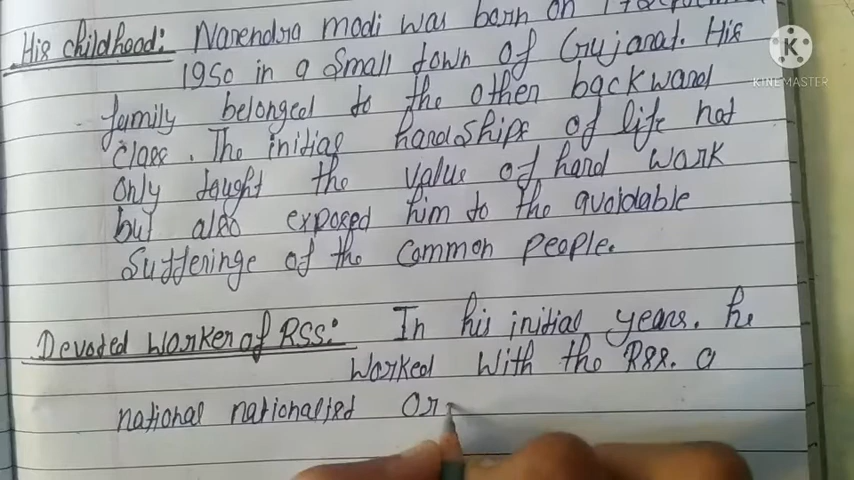 His childhood: Narendra modi was born on 17
1950 in a small town of Gujarat. His
family belonged to the other backward
class. The initial hardships of life not
only taught the value of hard work
but also exposed him to the avoidable
Sufferings of the common people.
Devoted worker of RSS: In his initial years. he
worked with the RSS. a
national nationalist Or
K
KINEMASTER